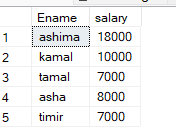 Ename salary
1 ashima 18000
2 kamal 10000
3 tamal 7000
4 asha 8000
5 timir 7000